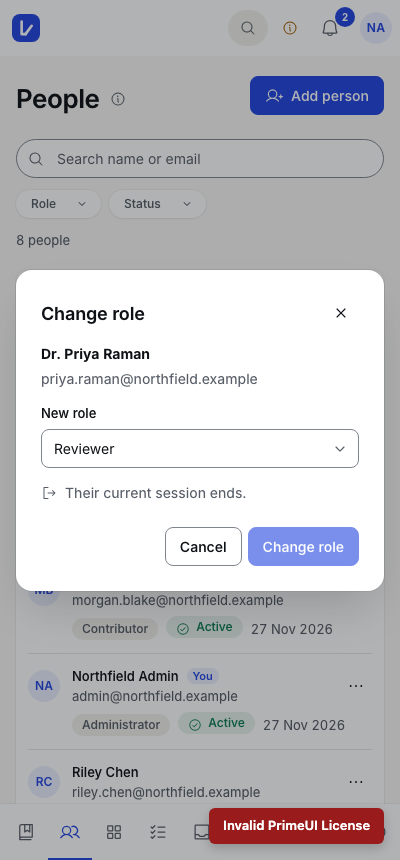 2
NA
People
Add person
Search name or email
Role
Status
8 people
Change role
Dr. Priya Raman
priya.raman@northfield.example
New role
Reviewer
Their current session ends.
Cancel
Change role
morgan.blake@northfield.example
Contributor
Active
27 Nov 2026
NA
Northfield Admin
You
admin@northfield.example
Administrator
Active
27 Nov 2026
RC
Riley Chen
riley.chen@northfield.example
Invalid PrimeUI License